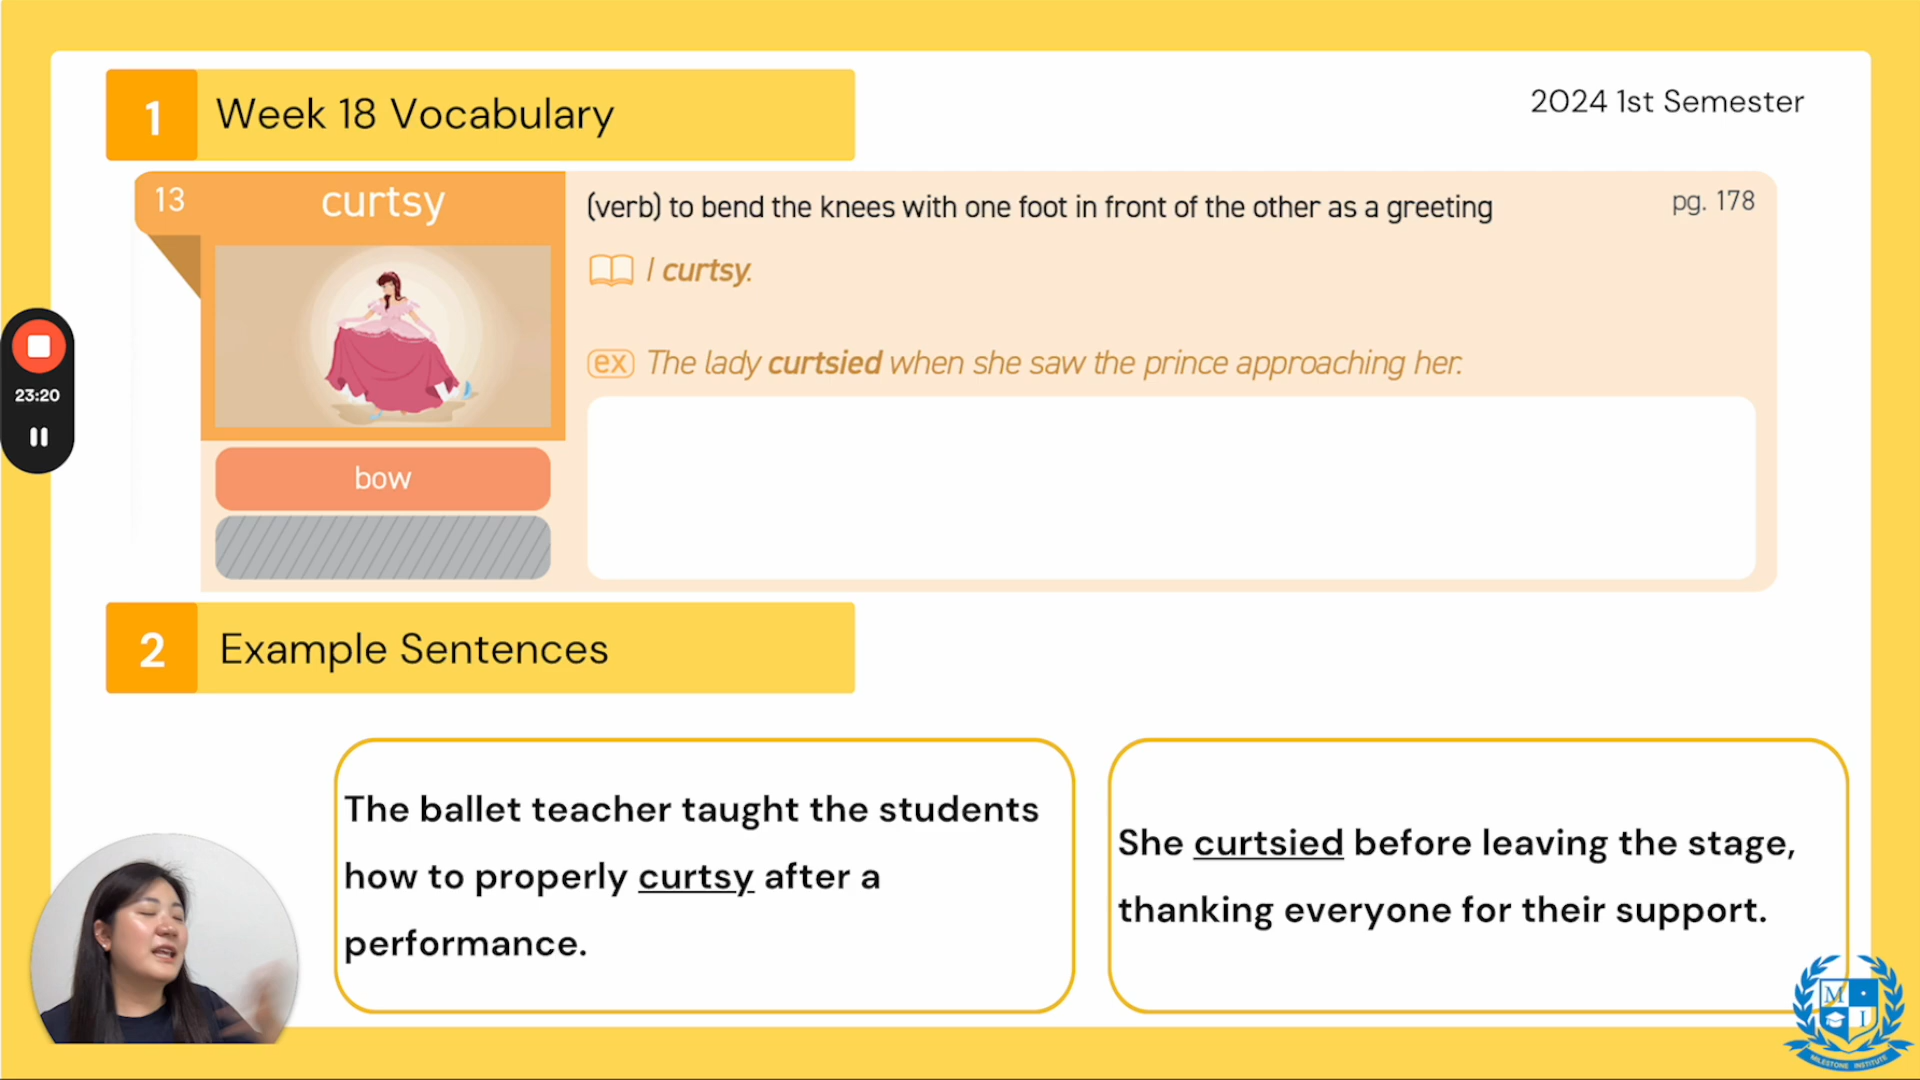 1 Week 18 Vocabulary
2024 1st Semester
13 curtsy
(verb) to bend the knees with one foot in front of the other as a greeting
pg. 178
I curtsy.
ex The lady curtsied when she saw the prince approaching her.
23:20
bow
2 Example Sentences
The ballet teacher taught the students
how to properly curtsy after a
performance.
She curtsied before leaving the stage,
thanking everyone for their support.
M
I
MILESTONE INSTITUTE